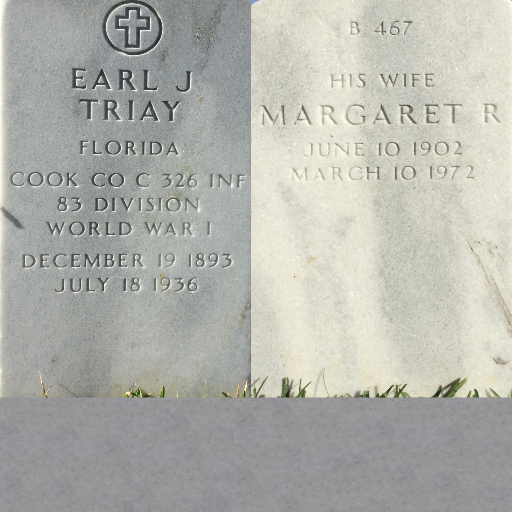 EARL J
TRIAY
FLORIDA
COOK CO C 326 INF
83 DIVISION
WORLD WAR I
DECEMBER 19 1893
JULY 18 1936
B 467
HIS WIFE
MARGARET R
JUNE 10 1902
MARCH 10 1972